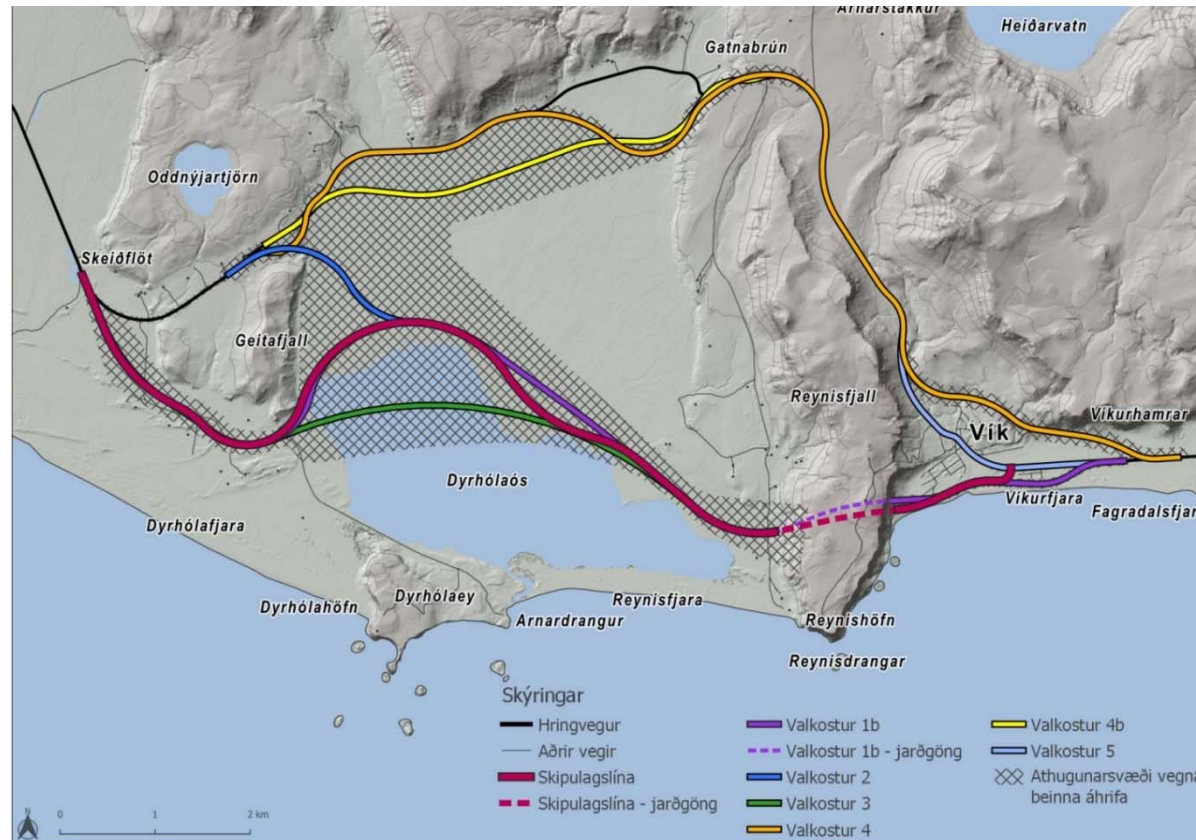 Arnarstakkur
Heiðarvatn
Gatnabrún
Oddnýjartjörn
Skeiðflöt
Geitafjall
Reynisfjall
Víkurhamrar
Vík
Dyrhólaós
Víkurfjara
Fagradalsfjar
Dyrhólafjara
Dyrhólaey
Reynisfjara
Dyrhólahöfn
Arnardrangur
Reynishöfn
Reynisdrangar
Skýringar
Hringvegur
Aðrir vegir
Skipulagslína
Skipulagslína - jarðgöng
Valkostur 1b
Valkostur 1b - jarðgöng
Valkostur 2
Valkostur 3
Valkostur 4
Valkostur 4b
Valkostur 5
Athugunarsvæði vegna
beinna áhrifa
N
0 1 2 km